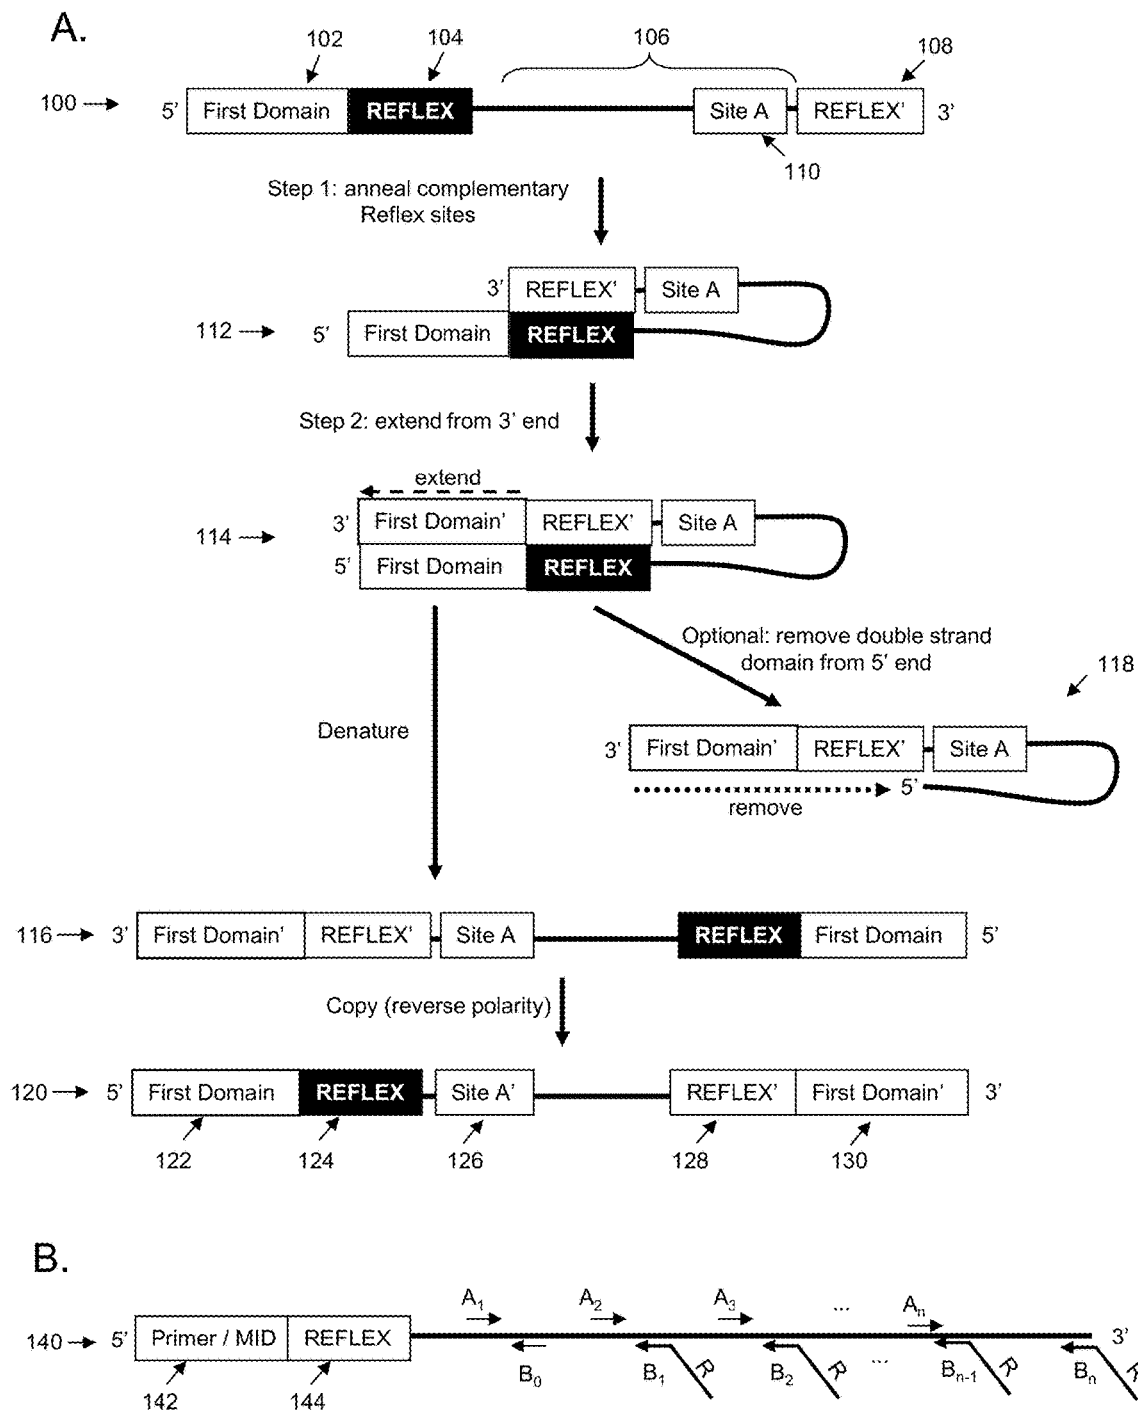 A.
102
104
106
108
100
5'
First Domain
REFLEX
Site A
REFLEX'
3'
110
Step 1: anneal complementary
Reflex sites
3'
REFLEX'
Site A
112
5'
First Domain
REFLEX
Step 2: extend from 3' end
extend
114
3'
First Domain'
REFLEX'
Site A
5'
First Domain
REFLEX
Optional: remove double strand
domain from 5' end
118
Denature
3'
First Domain'
REFLEX'
Site A
5'
remove
116
3'
First Domain'
REFLEX'
Site A
REFLEX
First Domain
5'
Copy (reverse polarity)
120
5'
First Domain
REFLEX
Site A'
REFLEX'
First Domain'
3'
122
124
126
128
130
B.
A1
A2
A3
...
An
140
5'
Primer / MID
REFLEX
3'
B0
B1
R
B2
R
...
Bn-1
R
Bn
R
142
144